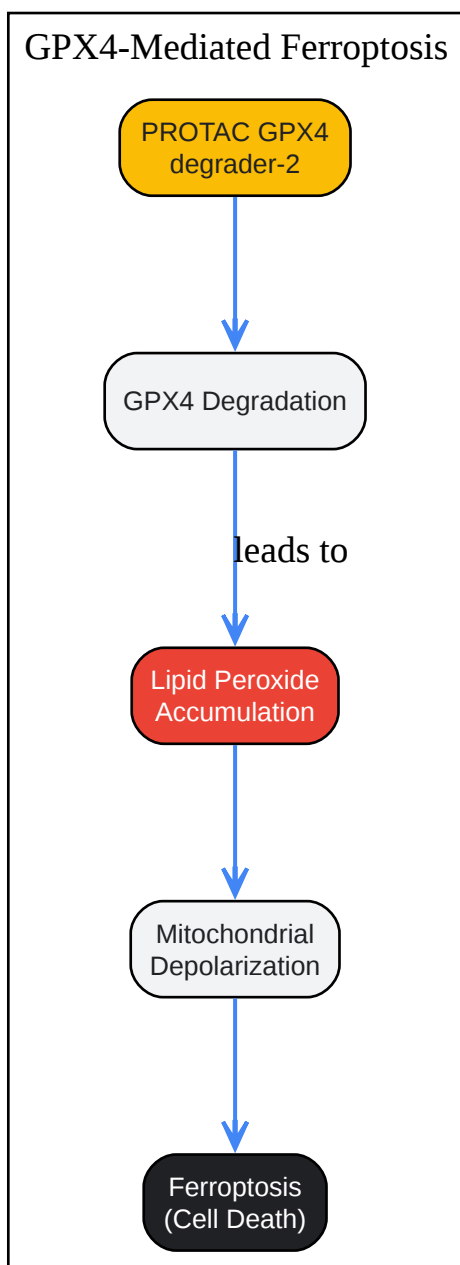 GPX4-Mediated Ferroptosis
PROTAC GPX4
degrader-2
GPX4 Degradation
leads to
Lipid Peroxide
Accumulation
Mitochondrial
Depolarization
Ferroptosis
(Cell Death)